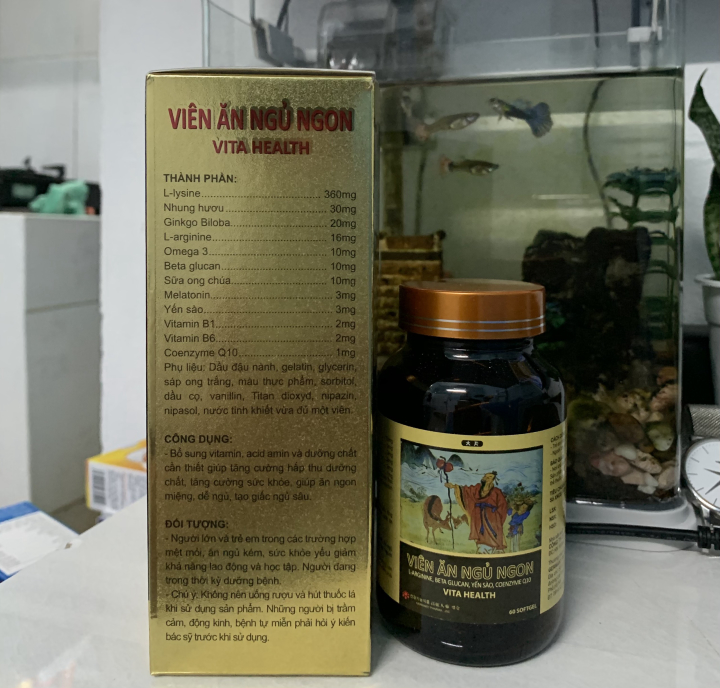 VIÊN ĂN NGỦ NGON
VITA HEALTH
THÀNH PHẦN:
L-lysine.......................... 360mg
Nhung hươu.......................... 30mg
Ginkgo Biloba.......................... 20mg
L-arginine.......................... 16mg
Omega 3.......................... 10mg
Beta glucan.......................... 10mg
Sữa ong chúa.......................... 10mg
Melatonin.......................... 3mg
Yến sào.......................... 3mg
Vitamin B1.......................... 2mg
Vitamin B6.......................... 2mg
Coenzyme Q10.......................... 1mg
Phụ liệu: Dầu đậu nành, gelatin, glycerin,
sáp ong trắng, màu thực phẩm, sorbitol,
dầu cọ, vanillin, Titan dioxyd, nipazin,
nipasol, nước tinh khiết vừa đủ một viên.
CÔNG DỤNG:
- Bổ sung vitamin, acid amin và dưỡng chất
cần thiết giúp tăng cường hấp thu dưỡng
chất, tăng cường sức khỏe, giúp ăn ngon
miệng, dễ ngủ, tạo giấc ngủ sâu.
ĐỐI TƯỢNG:
- Người lớn và trẻ em trong các trường hợp
mệt mỏi, ăn ngủ kém, sức khỏe yếu giảm
khả năng lao động và học tập. Người đang
trong thời kỳ dưỡng bệnh.
- Chú ý: Không nên uống rượu và hút thuốc lá
khi sử dụng sản phẩm. Những người bị trầm
cảm, động kinh, bệnh tự miễn phải hỏi ý kiến
bác sỹ trước khi sử dụng.
VIÊN ĂN NGỦ NGON
L-ARGININE, BETA GLUCAN, YẾN SÀO, COENZYME Q10
VITA HEALTH
60 SOFTGEL